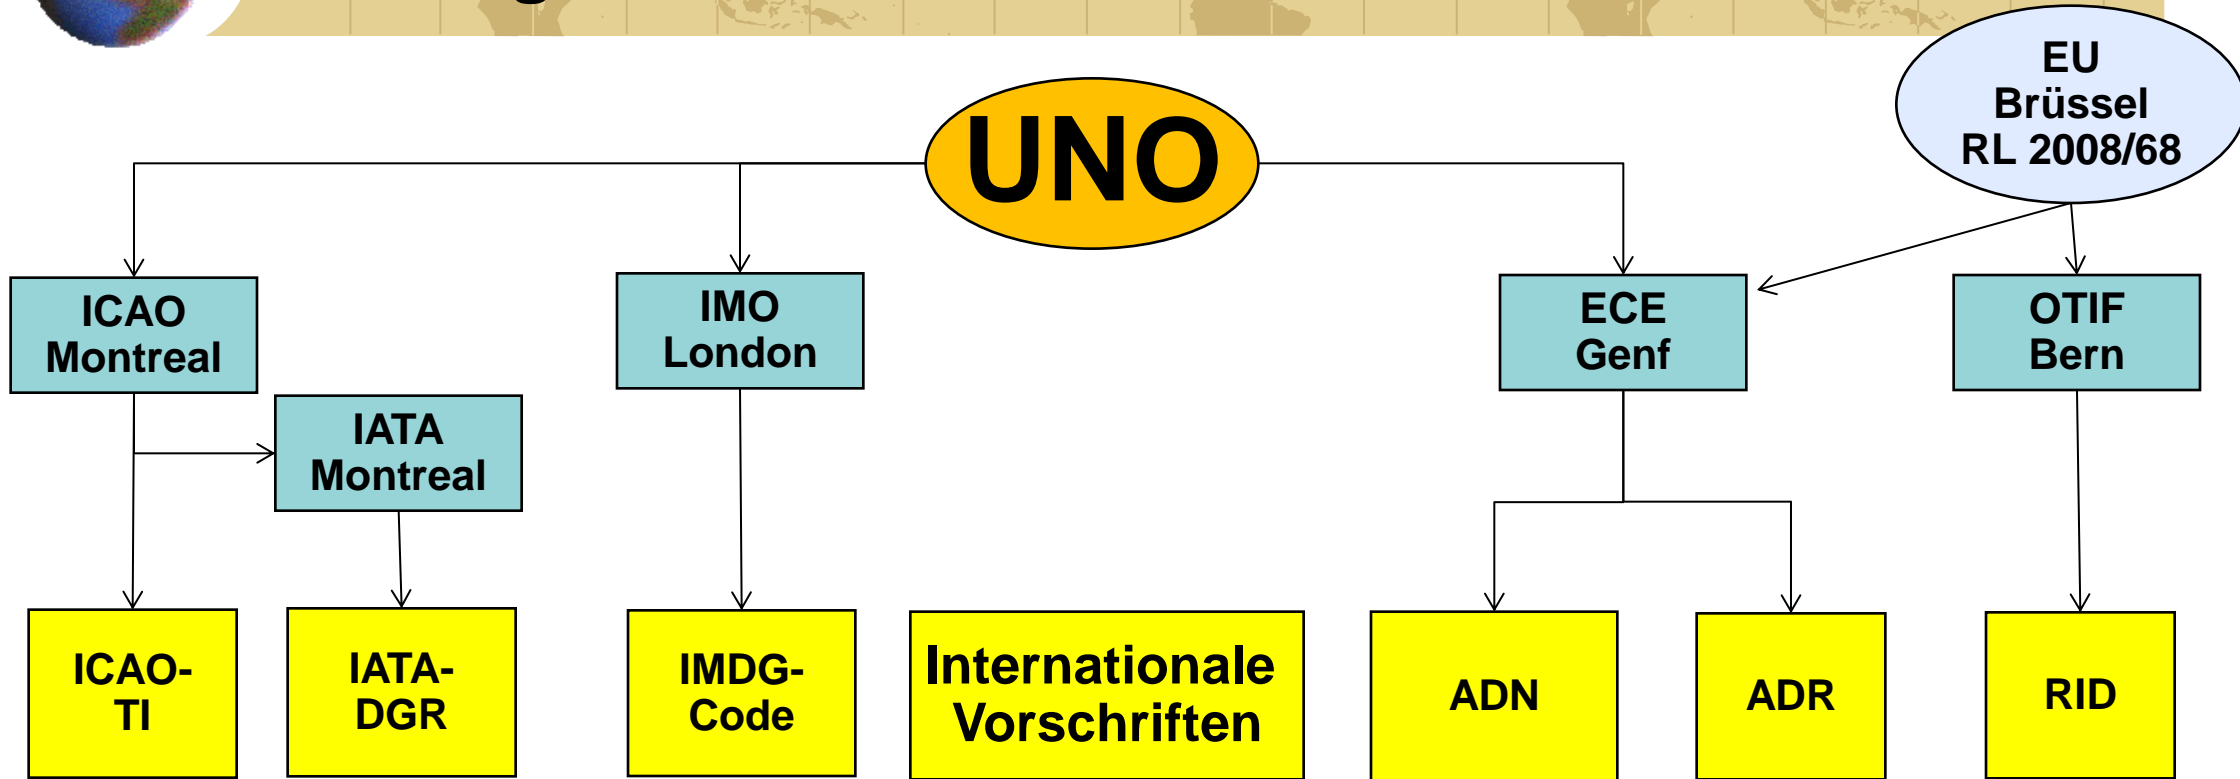 EU
Brüssel
RL 2008/68
UNO
ICAO
Montreal
IMO
London
ECE
Genf
OTIF
Bern
IATA
Montreal
ICAO-
TI
IATA-
DGR
IMDG-
Code
Internationale
Vorschriften
ADN
ADR
RID